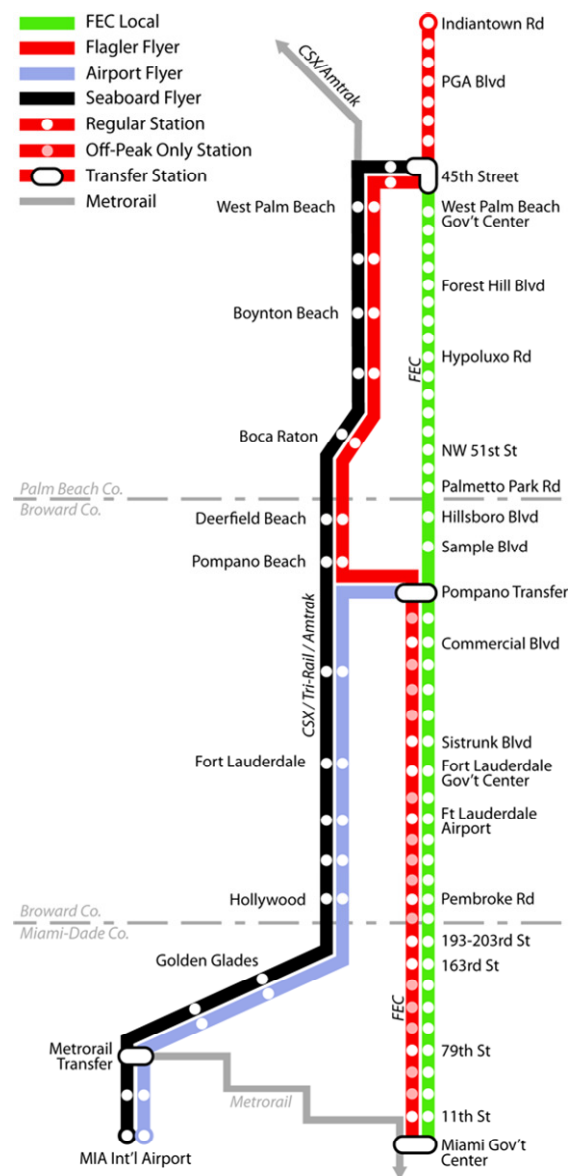 FEC Local
Flagler Flyer
Airport Flyer
Seaboard Flyer
Regular Station
Off-Peak Only Station
Transfer Station
Metrorail
CSX/Amtrak
Indiantown Rd
PGA Blvd
45th Street
West Palm Beach
West Palm Beach
Gov't Center
Forest Hill Blvd
Boynton Beach
Hypoluxo Rd
FEC
Boca Raton
NW 51st St
Palmetto Park Rd
Palm Beach Co.
Broward Co.
Deerfield Beach
Hillsboro Blvd
Sample Blvd
Pompano Beach
Pompano Transfer
CSX / Tri-Rail / Amtrak
Commercial Blvd
Sistrunk Blvd
Fort Lauderdale
Fort Lauderdale
Gov't Center
Ft Lauderdale
Airport
Hollywood
Pembroke Rd
Broward Co.
Miami-Dade Co.
193-203rd St
Golden Glades
163rd St
FEC
Metrorail
Transfer
79th St
Metrorail
11th St
MIA Int'l Airport
Miami Gov't
Center